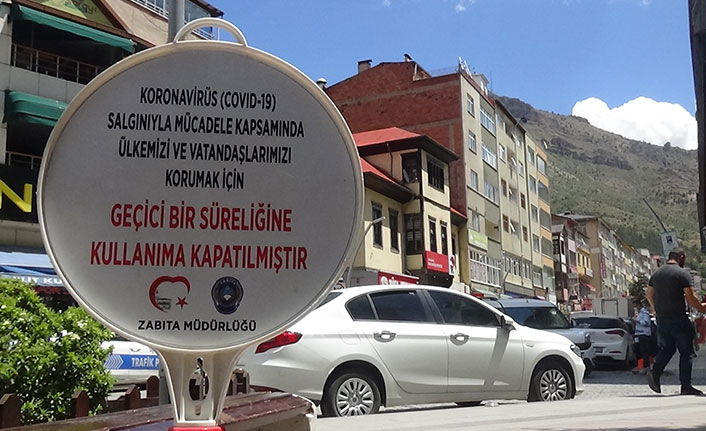 KORONAVİRÜS (COVID-19)
SALGINIYLA MÜCADELE KAPSAMINDA
ÜLKEMİZİ VE VATANDAŞLARIMIZI
KORUMAK İÇİN
GEÇİCİ BİR SÜRELİĞİNE
KULLANIMA KAPATILMIŞTIR
ZABITA MÜDÜRLÜĞÜ
TRAFİK